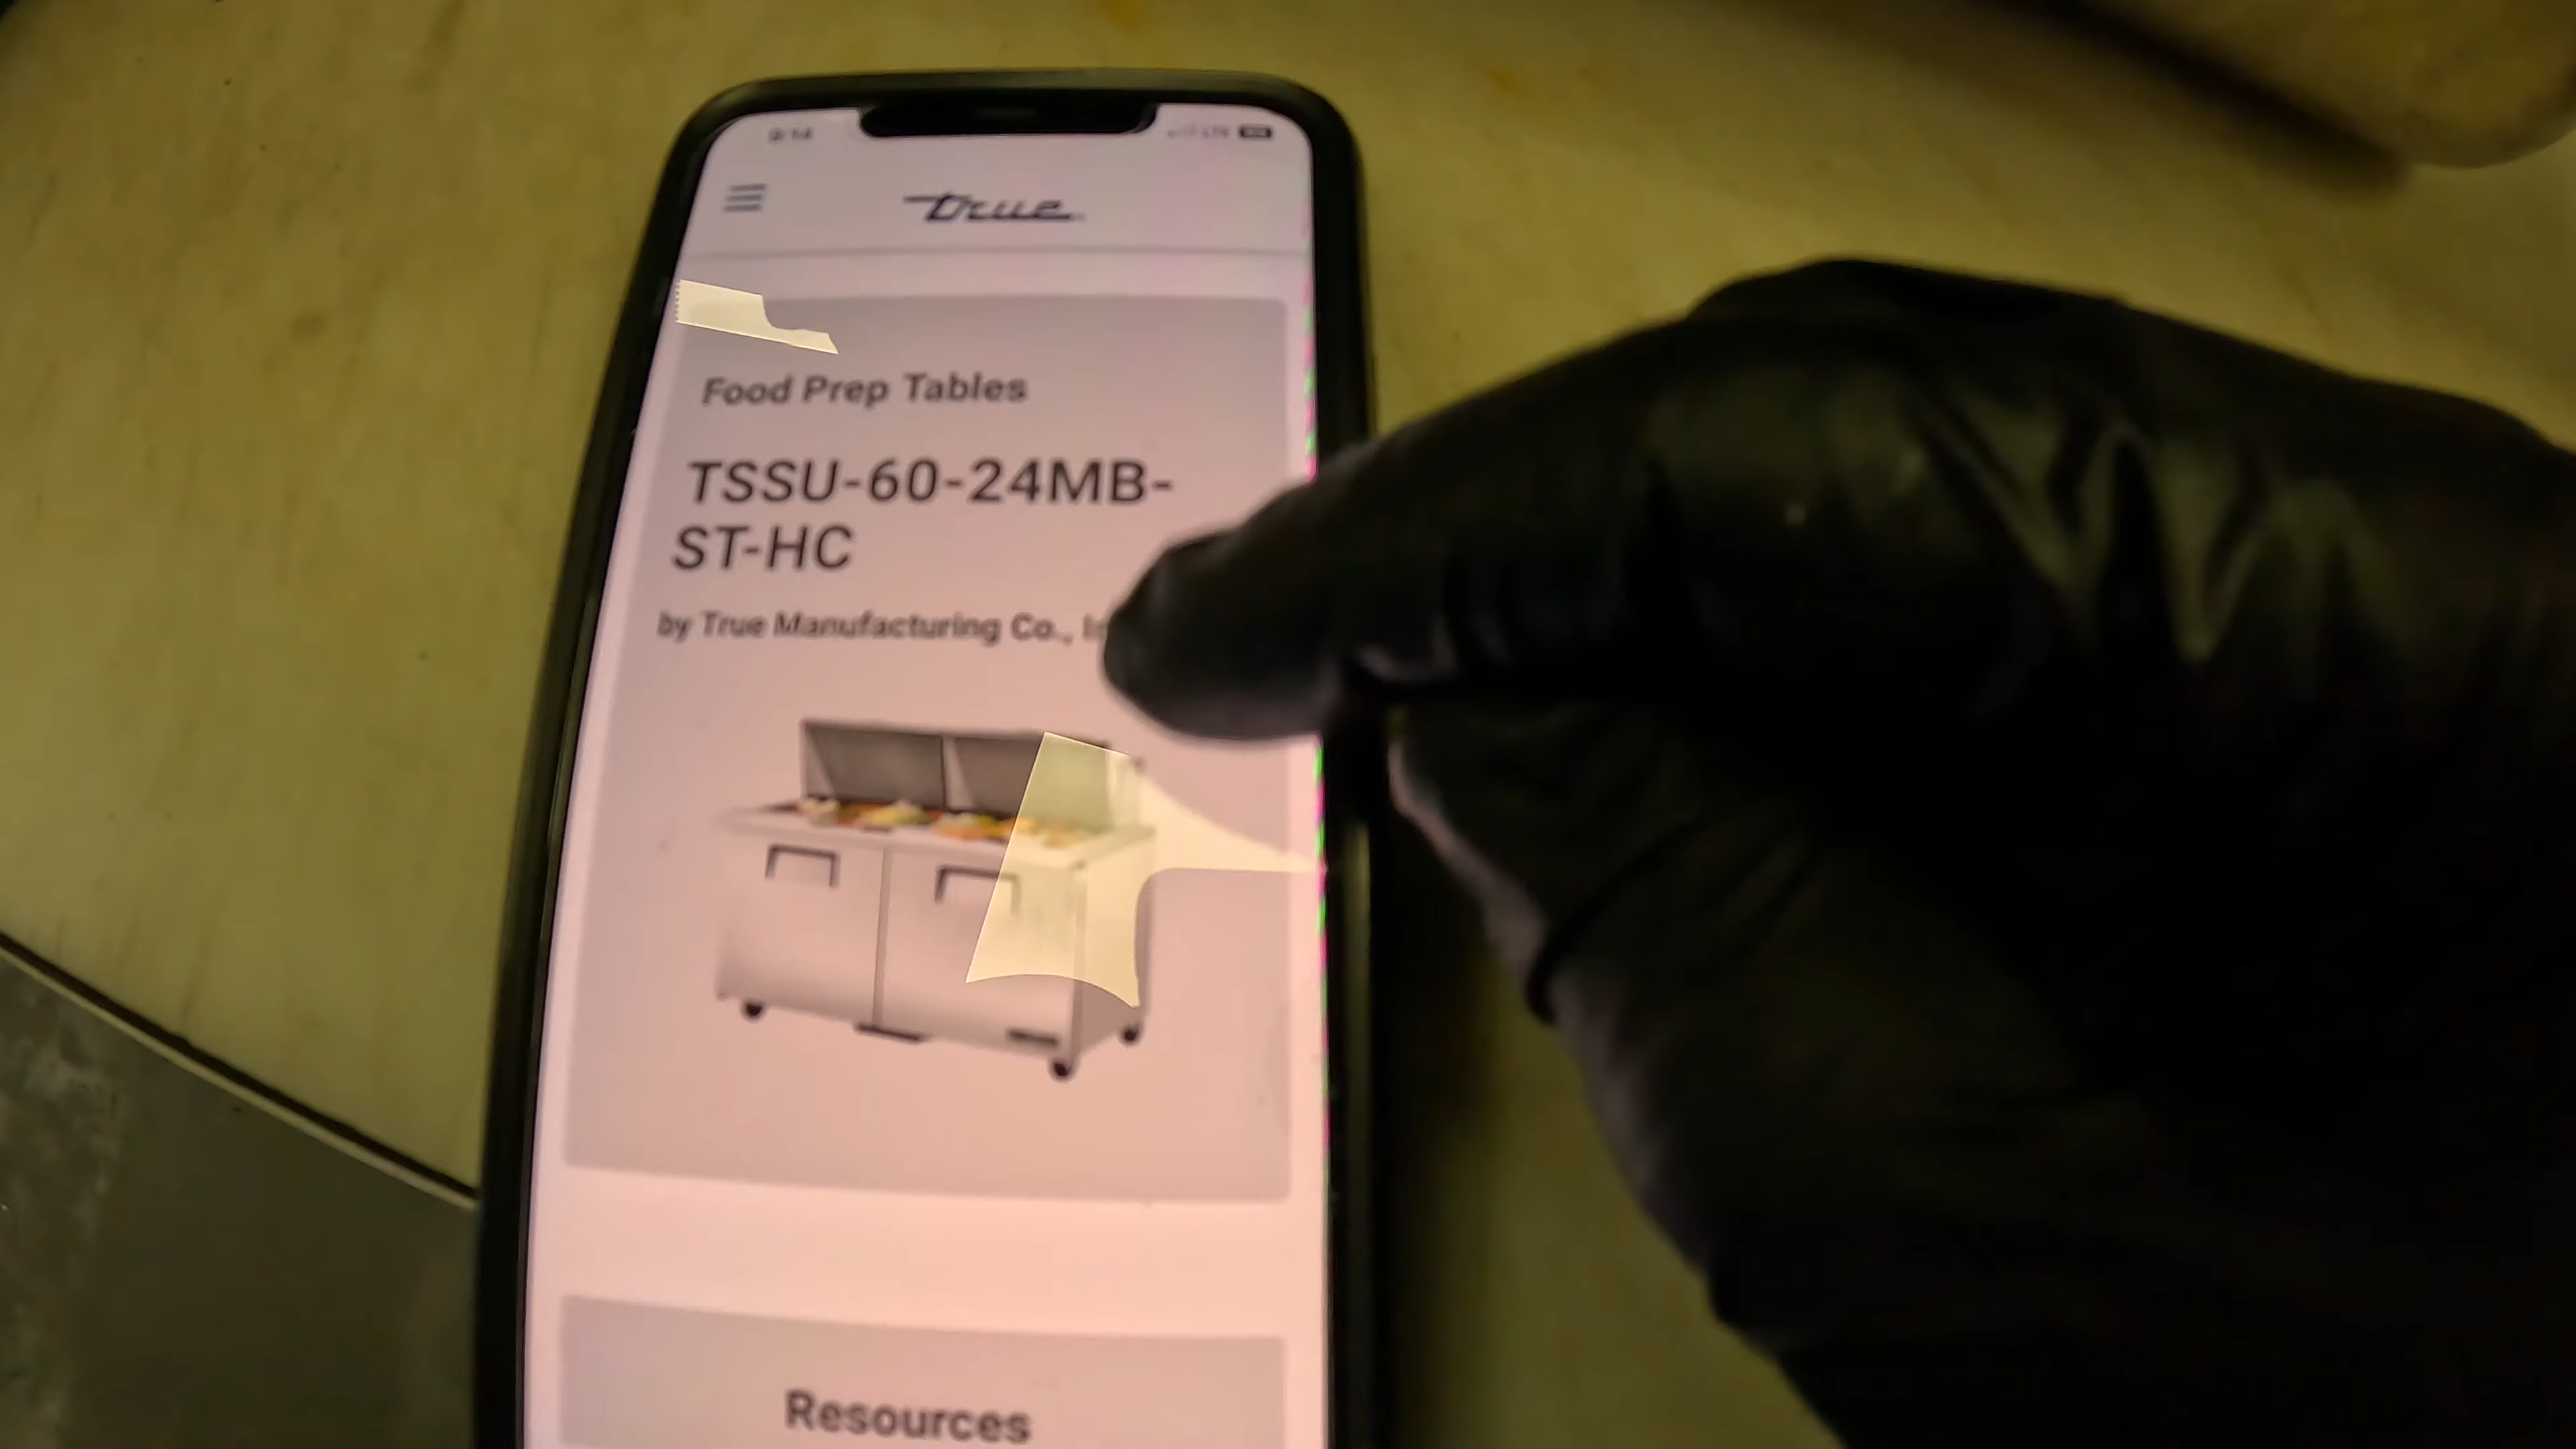 true
Food Prep Tables
TSSU-60-24MB-
ST-HC
by True Manufacturing Co.,
Resources